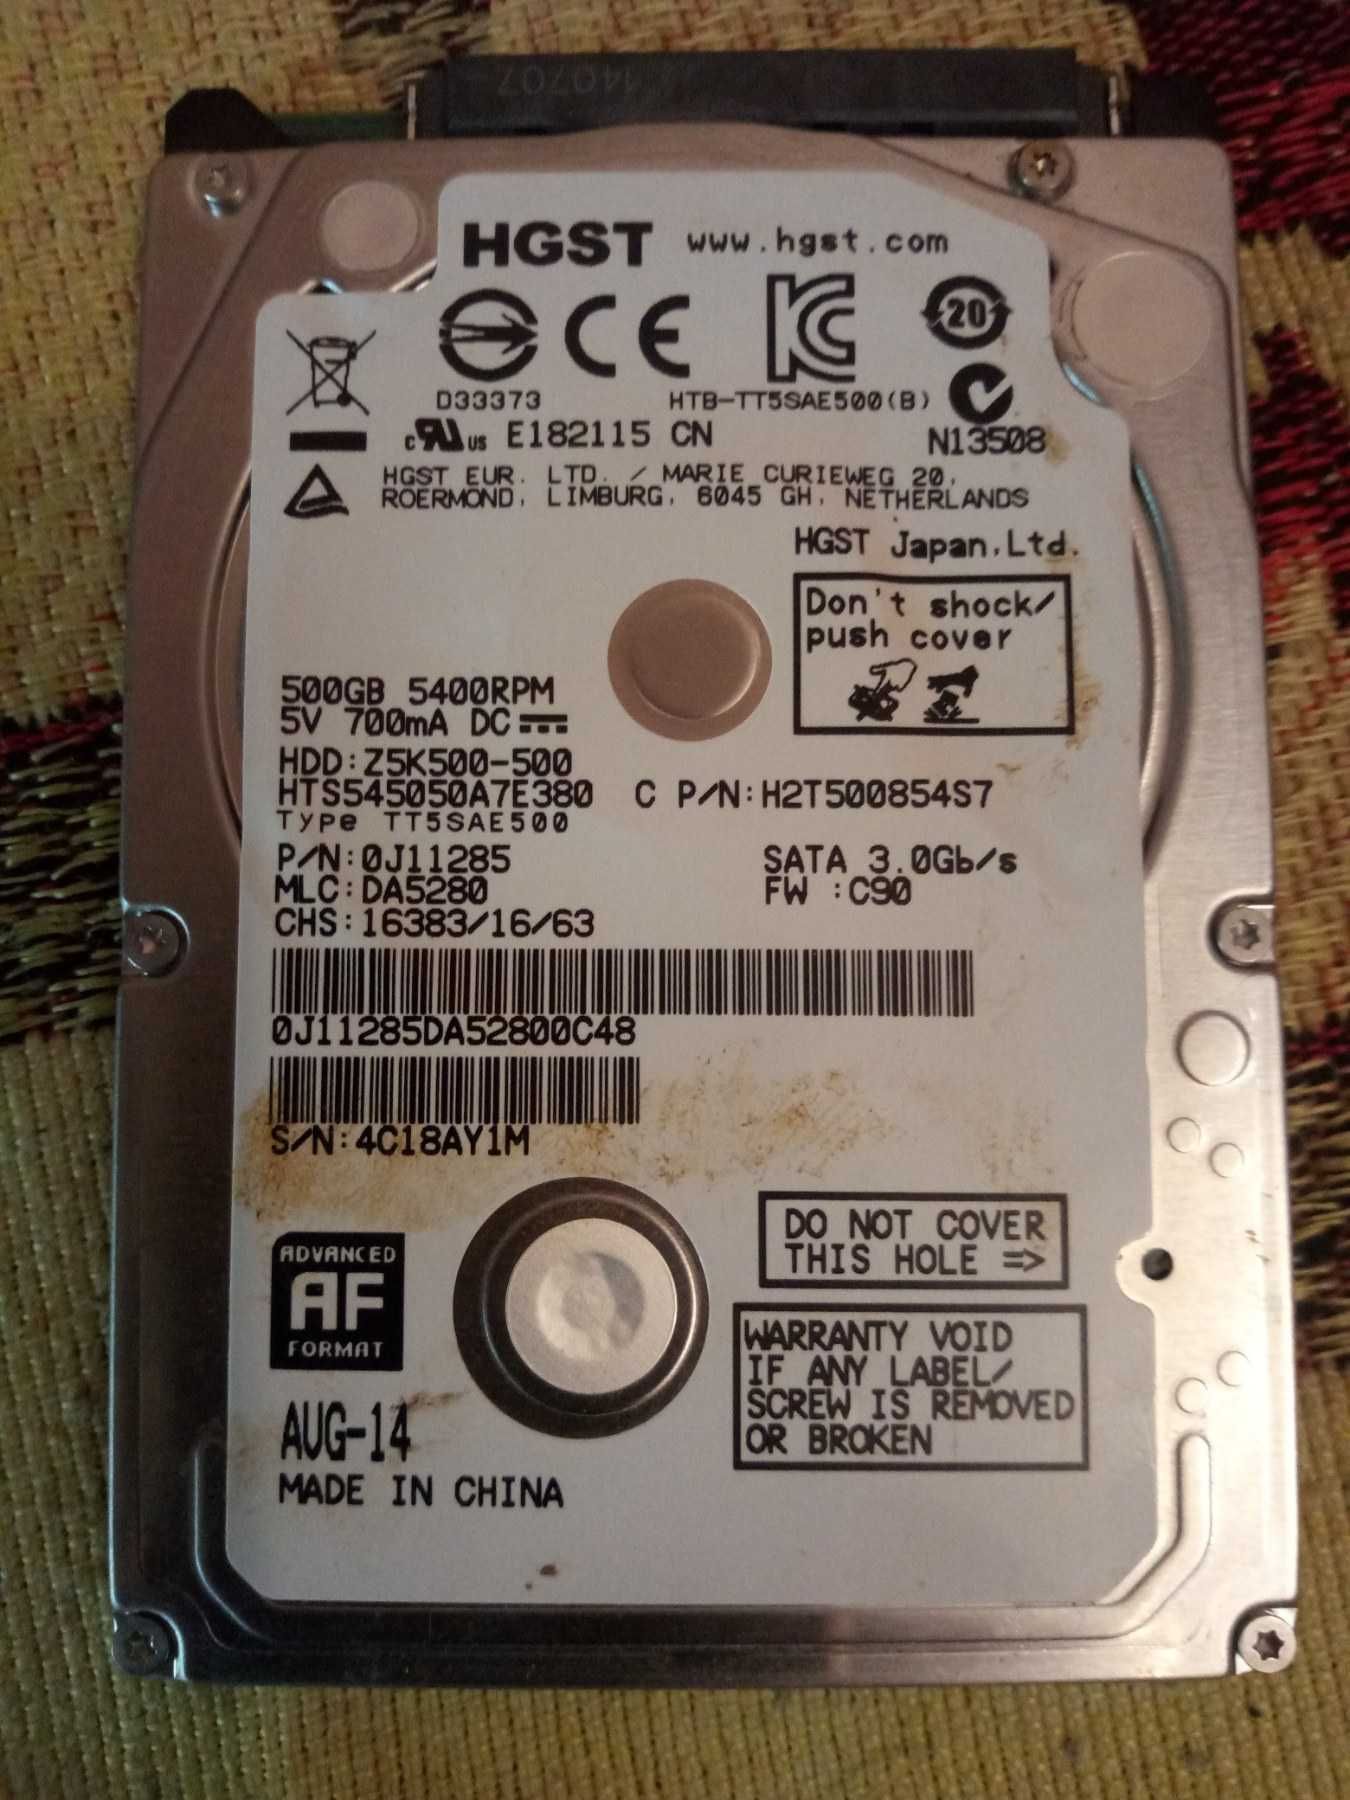 140707
HGST www.hgst.com
CE
20
D33373 HTB-TT5SAE500(B)
c RU US E182115 CN N13508
HGST EUR. LTD. / MARIE CURIEWEG 20,
ROERMOND, LIMBURG, 6045 GH, NETHERLANDS
HGST Japan,Ltd.
Don't shock/
push cover
500GB 5400RPM
5V 700mA DC
HDD:Z5K500-500
HTS545050A7E380 C P/N:H2T500854S7
Type TT5SAE500
P/N:0J11285 SATA 3.0Gb/s
MLC:DA5280 FW :C90
CHS:16383/16/63
0J11285DA52800C48
S/N:4C18AY1M
DO NOT COVER
THIS HOLE =>
ADVANCED
AF
FORMAT
WARRANTY VOID
IF ANY LABEL/
SCREW IS REMOVED
OR BROKEN
AUG-14
MADE IN CHINA